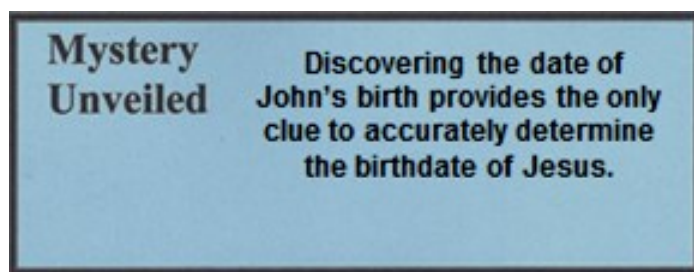 Mystery
Unveiled
Discovering the date of
John's birth provides the only
clue to accurately determine
the birthdate of Jesus.